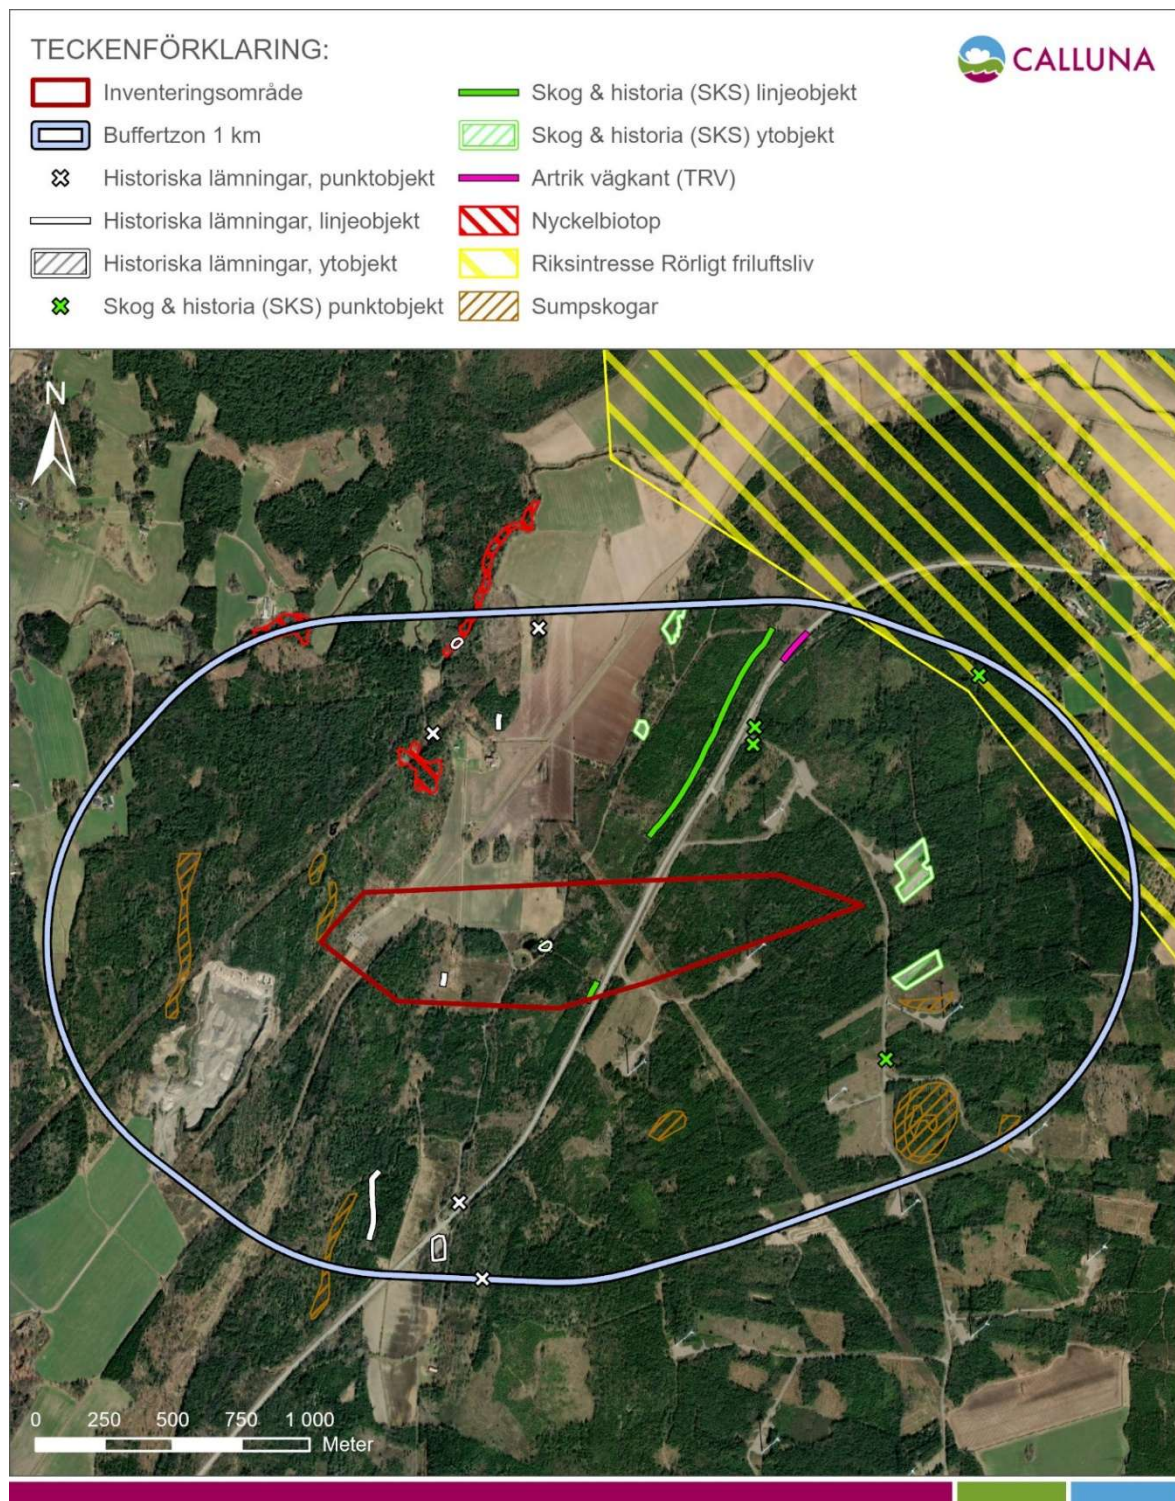 TECKENFÖRKLARING:
CALLUNA
Inventeringsområde
Buffertzon 1 km
Historiska lämningar, punktobjekt
Historiska lämningar, linjeobjekt
Historiska lämningar, ytobjekt
Skog & historia (SKS) punktobjekt
Skog & historia (SKS) linjeobjekt
Skog & historia (SKS) ytobjekt
Artrik vägkant (TRV)
Nyckelbiotop
Riksintresse Rörligt friluftsliv
Sumpskogar
N
0 250 500 750 1 000
Meter